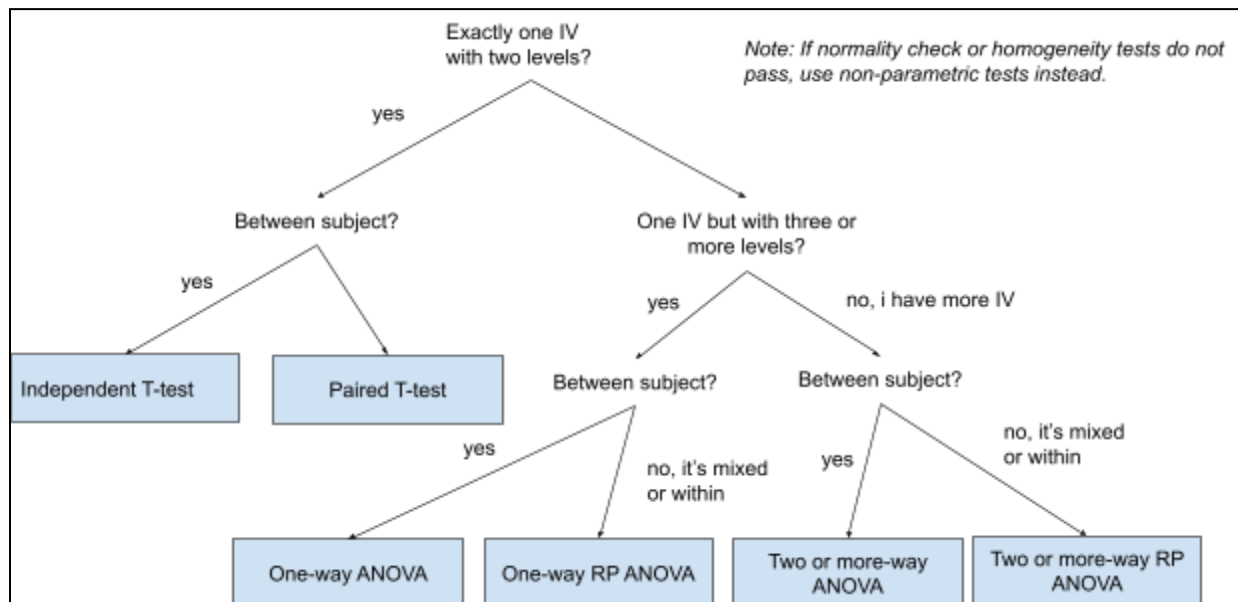 Exactly one IV
with two levels?
Note: If normality check or homogeneity tests do not
pass, use non-parametric tests instead.
yes
Between subject?
One IV but with three or
more levels?
yes
yes
no, i have more IV
Independent T-test
Paired T-test
Between subject?
Between subject?
yes
no, it's mixed
or within
yes
no, it's mixed
or within
One-way ANOVA
One-way RP ANOVA
Two or more-way
ANOVA
Two or more-way RP
ANOVA